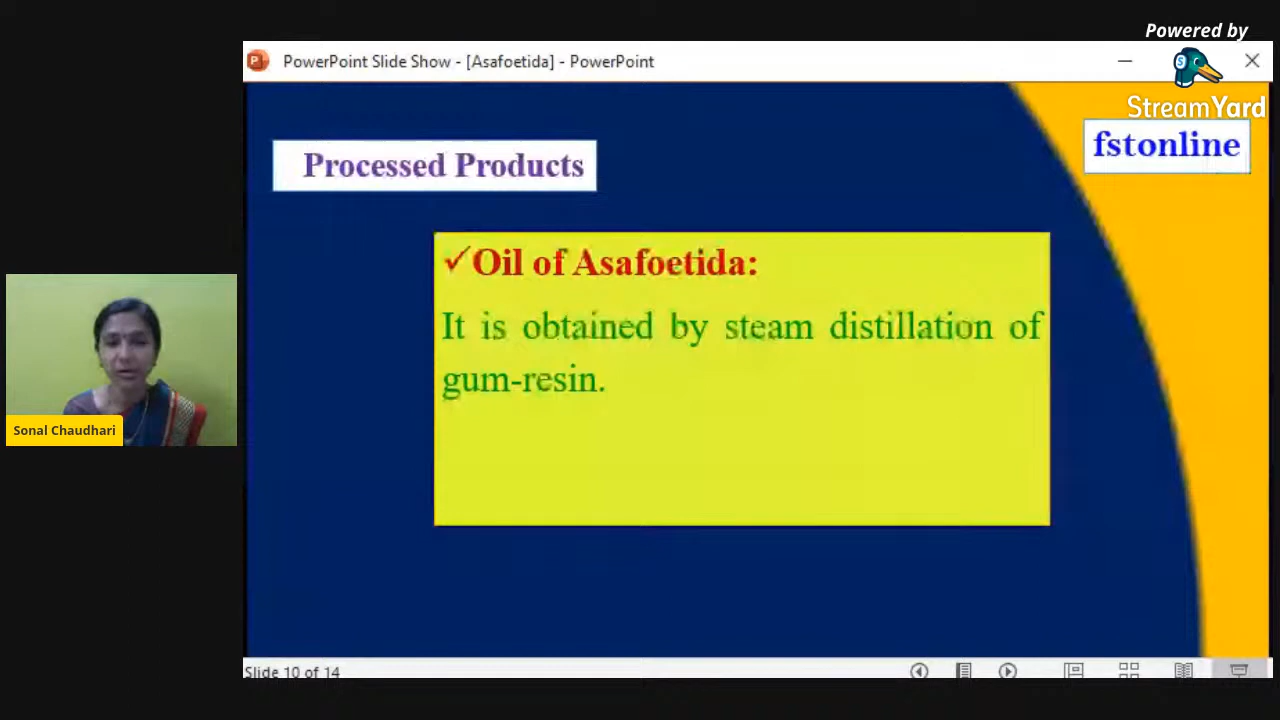 Powered by
PowerPoint Slide Show - [Asafoetida] - PowerPoint
StreamYard
fstonline
Processed Products
✓Oil of Asafoetida:
It is obtained by steam distillation of
gum-resin.
Sonal Chaudhari
Slide 10 of 14